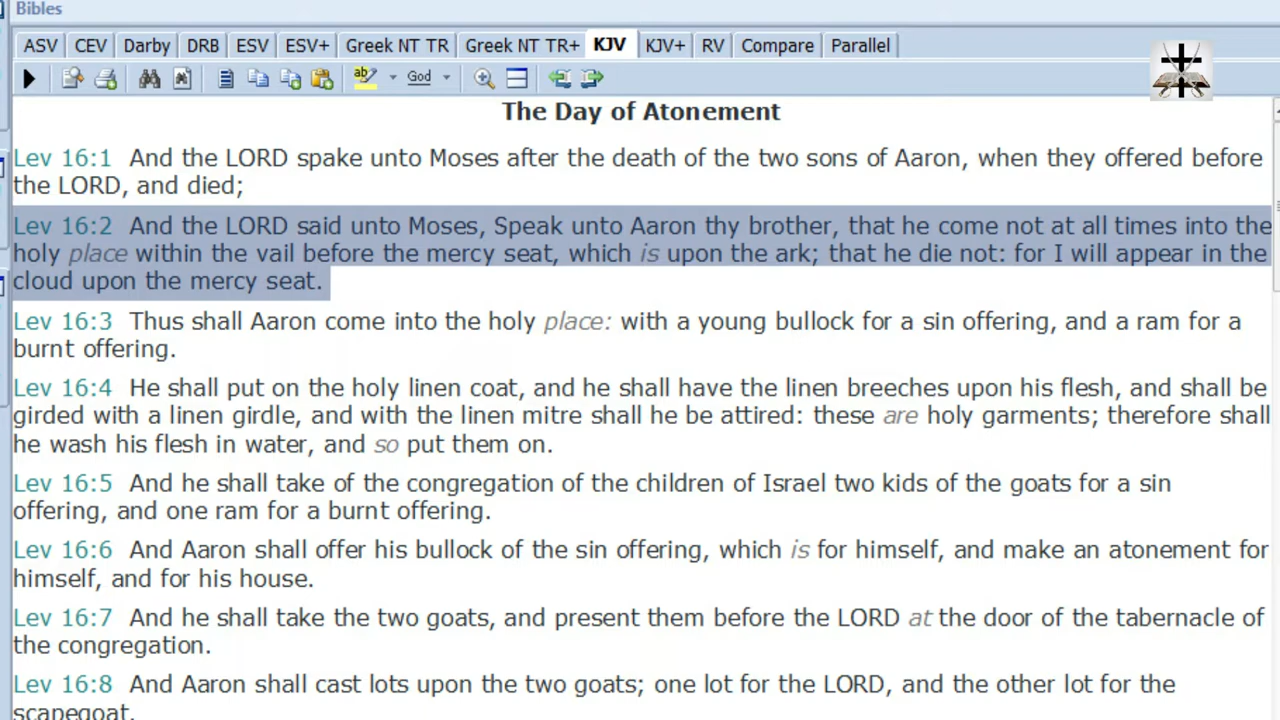 Bibles
ASV CEV Darby DRB ESV ESV+ Greek NT TR Greek NT TR+ KJV KJV+ RV Compare Parallel
God
The Day of Atonement
Lev 16:1 And the LORD spake unto Moses after the death of the two sons of Aaron, when they offered before
the LORD, and died;
Lev 16:2 And the LORD said unto Moses, Speak unto Aaron thy brother, that he come not at all times into the
holy place within the vail before the mercy seat, which is upon the ark; that he die not: for I will appear in the
cloud upon the mercy seat.
Lev 16:3 Thus shall Aaron come into the holy place: with a young bullock for a sin offering, and a ram for a
burnt offering.
Lev 16:4 He shall put on the holy linen coat, and he shall have the linen breeches upon his flesh, and shall be
girded with a linen girdle, and with the linen mitre shall he be attired: these are holy garments; therefore shall
he wash his flesh in water, and so put them on.
Lev 16:5 And he shall take of the congregation of the children of Israel two kids of the goats for a sin
offering, and one ram for a burnt offering.
Lev 16:6 And Aaron shall offer his bullock of the sin offering, which is for himself, and make an atonement for
himself, and for his house.
Lev 16:7 And he shall take the two goats, and present them before the LORD at the door of the tabernacle of
the congregation.
Lev 16:8 And Aaron shall cast lots upon the two goats; one lot for the LORD, and the other lot for the
scapegoat.